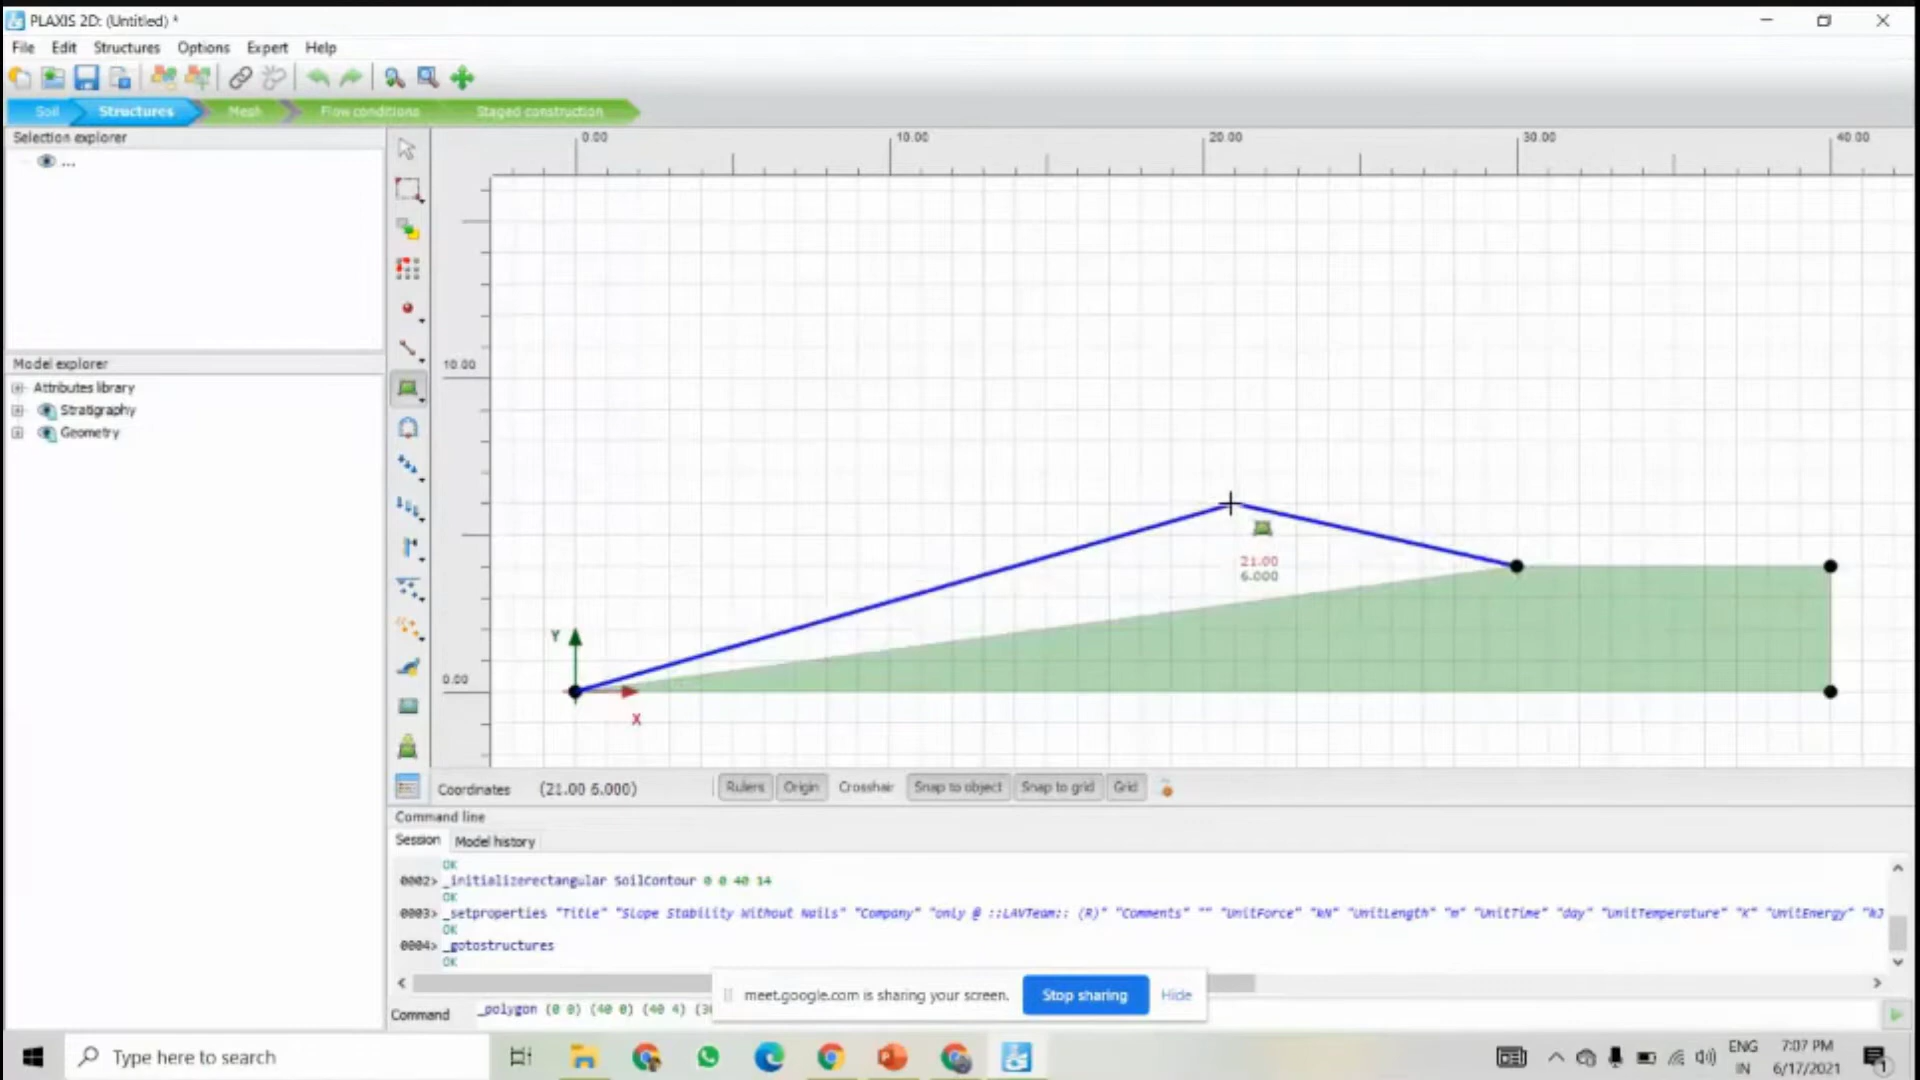 PLAXIS 2D: (Untitled) *
File Edit Structures Options Expert Help
Soil Structures Mesh Flow conditions Staged construction
Selection explorer
...
Model explorer
Attributes library
Stratigraphy
Geometry
0.00 10.00 20.00 30.00 40.00
10.00
0.00
Y
X
21.00
6.000
Coordinates (21.00 6.000) Rulers Origin Crosshair Snap to object Snap to grid Grid
Command line
Session Model history
OK
0002> _initializerectangular SoilContour 0 0 40 14
OK
0003> _setproperties "Title" "Slope Stability Without Nails" "Company" "only @ ::LAVTeam:: (R)" "Comments" "" "UnitForce" "kN" "UnitLength" "m" "UnitTime" "day" "UnitTemperature" "K" "UnitEnergy" "kJ
OK
0004> _gotostructures
OK
meet.google.com is sharing your screen. Stop sharing Hide
Command _polygon (0 0) (40 0) (40 4) (30
Type here to search
ENG
IN
7:07 PM
6/17/2021
1